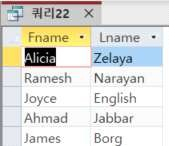 쿼리22
Fname Lname
Alicia Zelaya
Ramesh Narayan
Joyce English
Ahmad Jabbar
James Borg